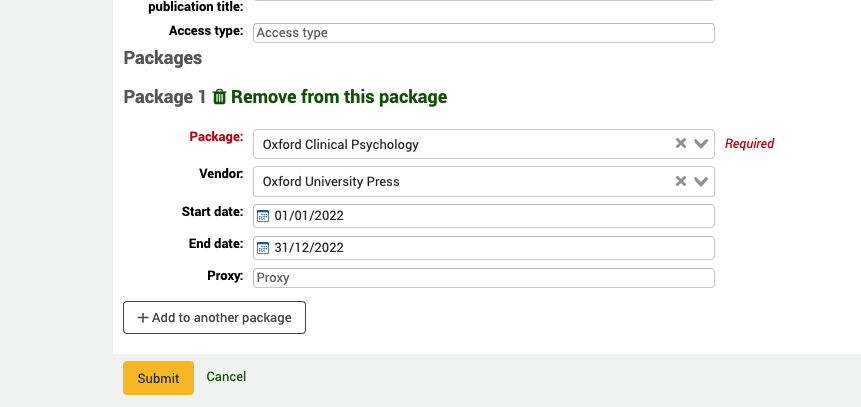 publication title:
Access type: Access type
Packages
Package 1 Remove from this package
Package: Oxford Clinical Psychology Required
Vendor: Oxford University Press
Start date: 01/01/2022
End date: 31/12/2022
Proxy: Proxy
+ Add to another package
Submit Cancel